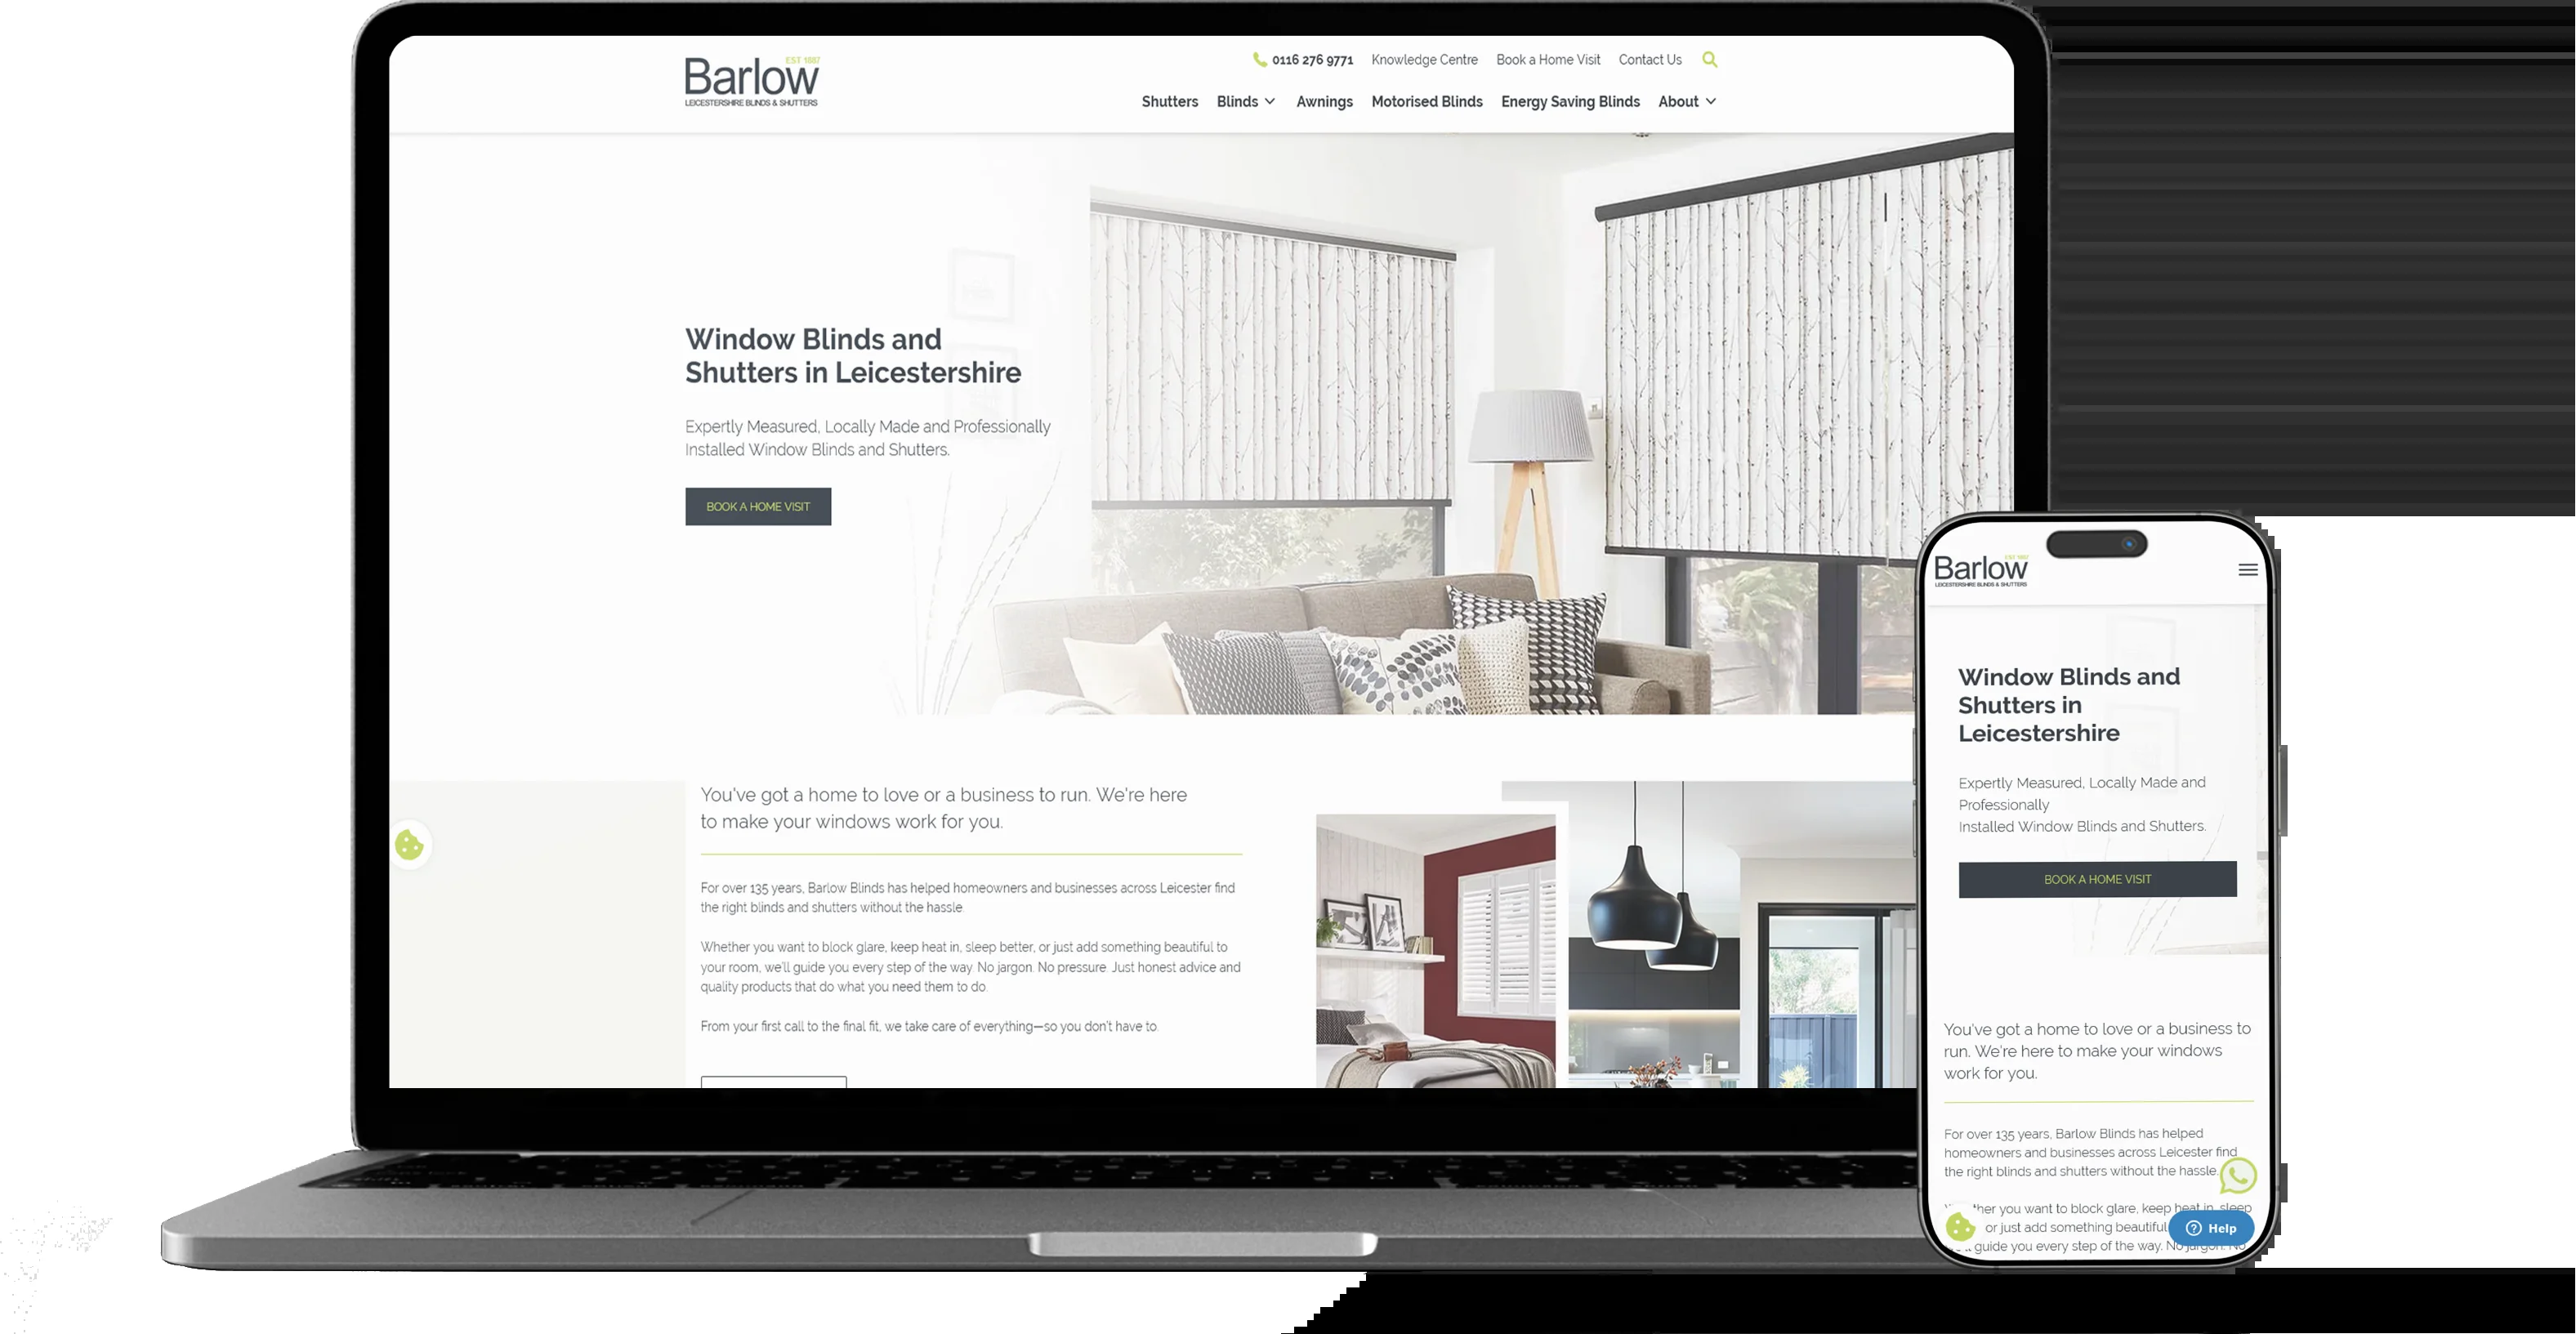 EST 1887
Barlow
LEICESTERSHIRE BLINDS & SHUTTERS
0116 276 9771 Knowledge Centre Book a Home Visit Contact Us
Shutters Blinds Awnings Motorised Blinds Energy Saving Blinds About
Window Blinds and
Shutters in Leicestershire
Expertly Measured, Locally Made and Professionally
Installed Window Blinds and Shutters.
BOOK A HOME VISIT
You've got a home to love or a business to run. We're here
to make your windows work for you.
For over 135 years, Barlow Blinds has helped homeowners and businesses across Leicester find
the right blinds and shutters without the hassle.
Whether you want to block glare, keep heat in, sleep better, or just add something beautiful to
your room, we'll guide you every step of the way. No jargon. No pressure. Just honest advice and
quality products that do what you need them to do.
From your first call to the final fit, we take care of everything—so you don't have to.
EST 1887
Barlow
LEICESTERSHIRE BLINDS & SHUTTERS
Window Blinds and
Shutters in
Leicestershire
Expertly Measured, Locally Made and
Professionally
Installed Window Blinds and Shutters.
BOOK A HOME VISIT
You've got a home to love or a business to
run. We're here to make your windows
work for you.
For over 135 years, Barlow Blinds has helped
homeowners and businesses across Leicester find
the right blinds and shutters without the hassle.
you want to block glare, keep heat in, sleep
or just add something beautiful
guide you every step of the way. No jargon. No
Help